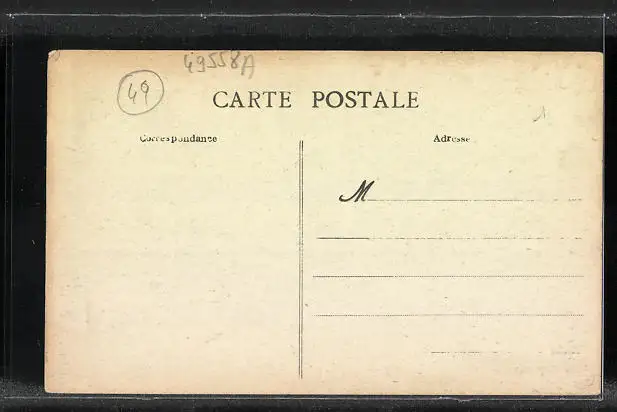 49558A
49
CARTE POSTALE
Correspondance
Adresse
M